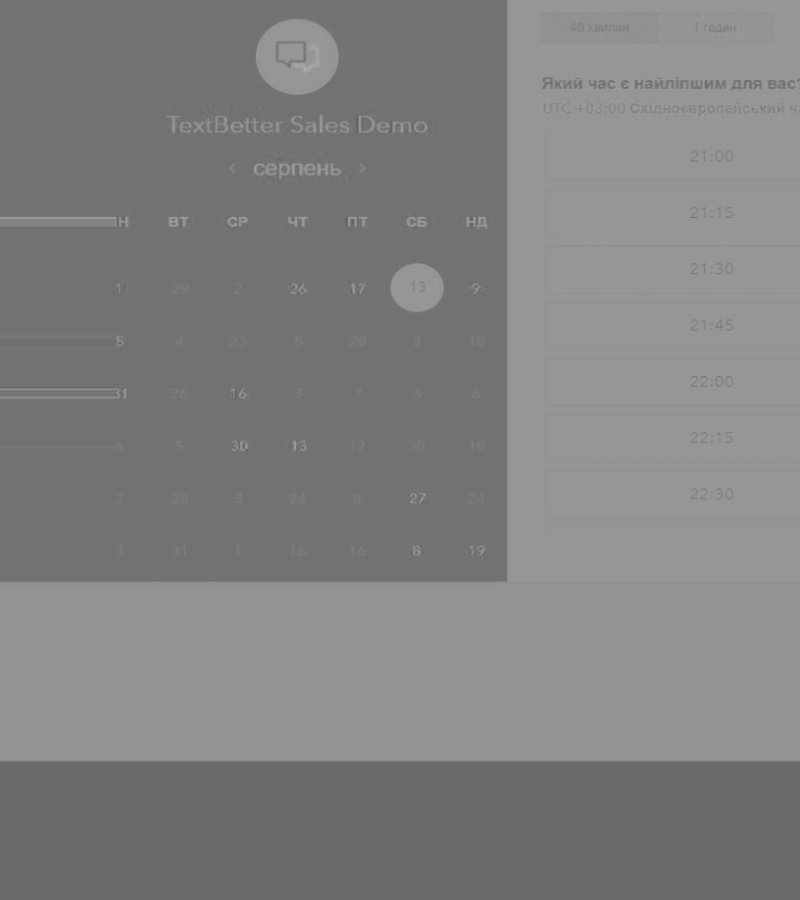 TextBetter Sales Demo
‹ серпень ›
Н ВТ СР ЧТ ПТ СБ НД
1 29 2 26 17 13 9
5 4 23 5 20 3 10
31 26 16 3 7 3 6
6 5 30 13 17 30 10
2 28 3 24 8 27 24
3 31 1 16 16 8 19
40 хвилин 1 годин
Який час є найліпшим для вас?
UTC +03:00 Східноєвропейський
21:00
21:15
21:30
21:45
22:00
22:15
22:30